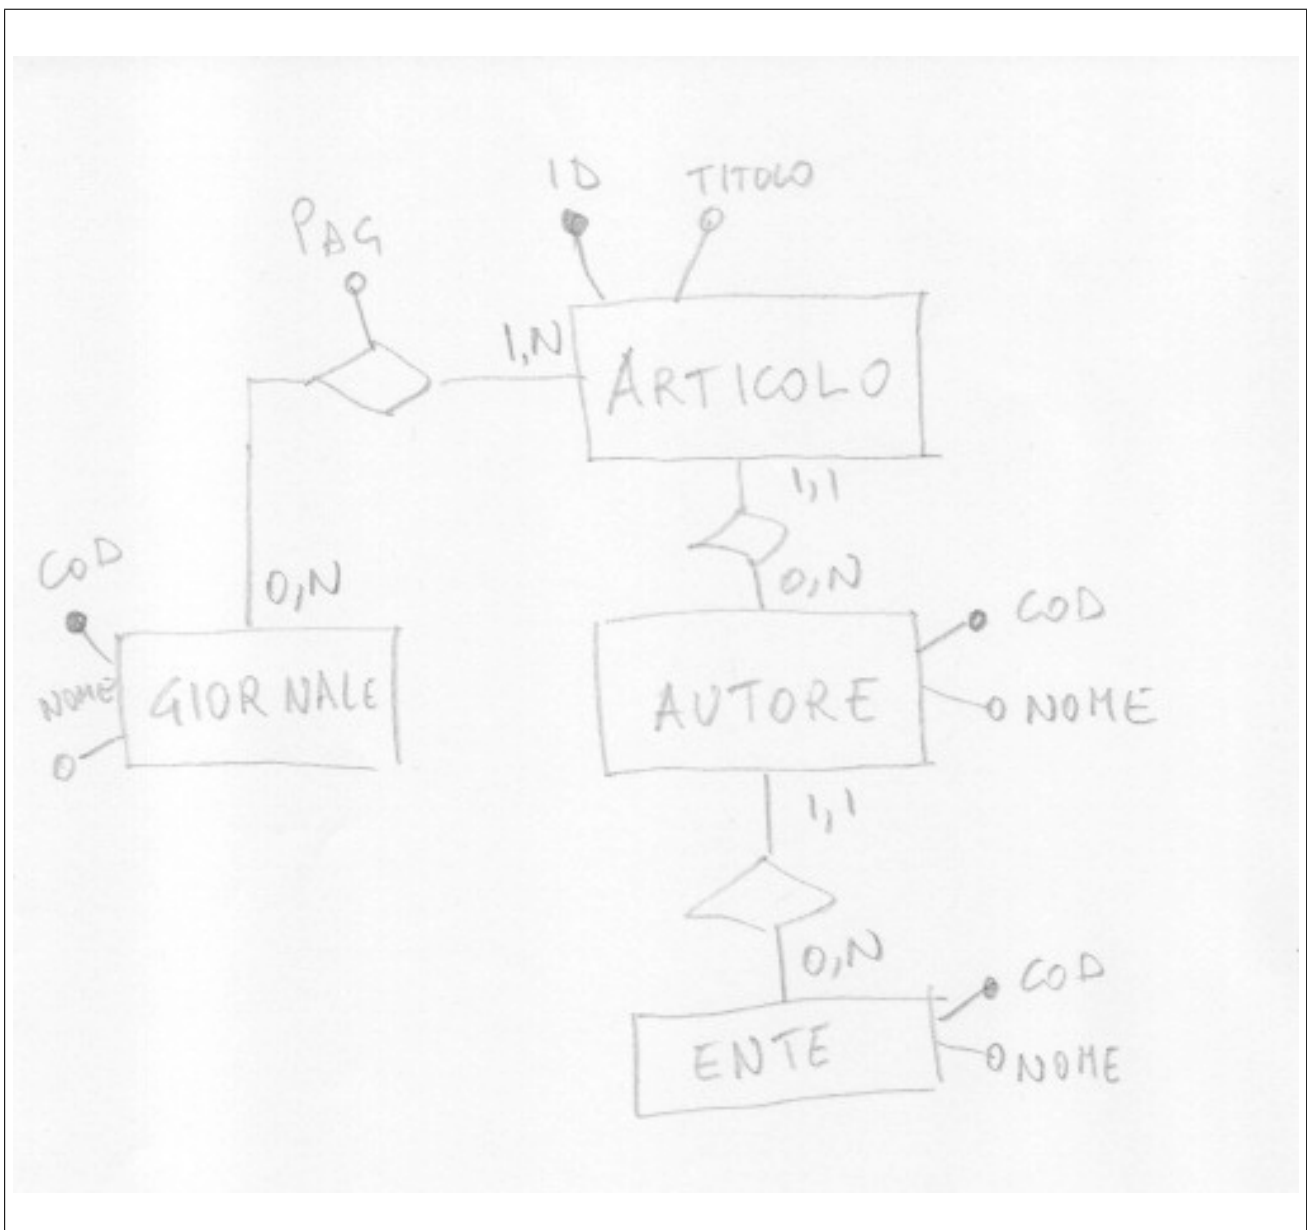 ID TITOLO
PAG
1,N
ARTICOLO
1,1
COD
0,N
0,N
COD
NOME
GIORNALE
AUTORE
NOME
1,1
0,N
COD
ENTE
NOME